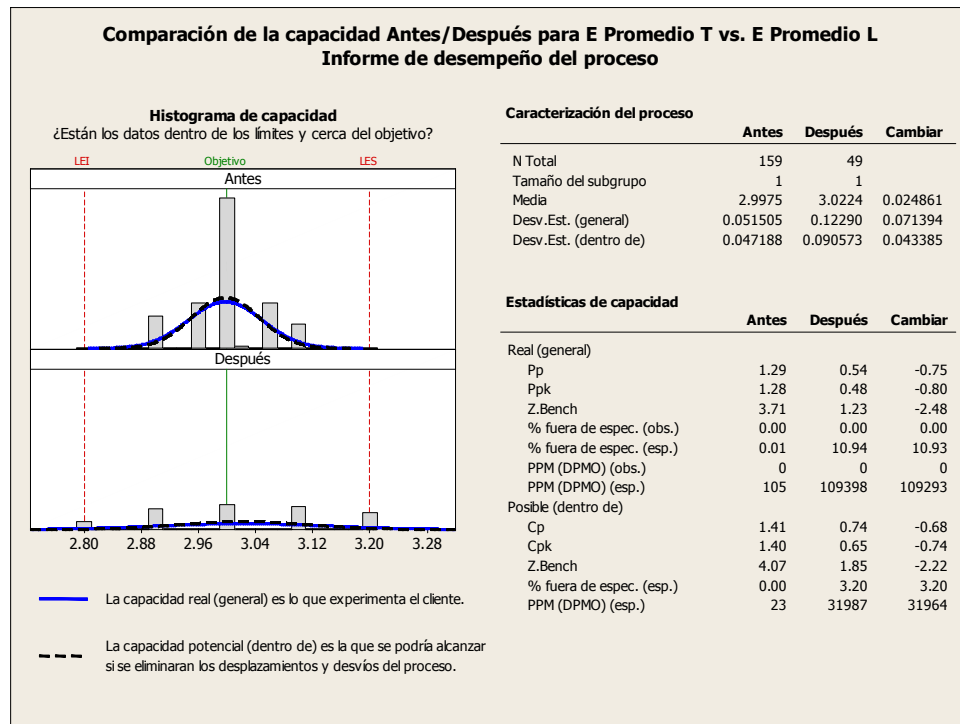 Comparación de la capacidad Antes/Después para E Promedio T vs. E Promedio L
Informe de desempeño del proceso
Histograma de capacidad
¿Están los datos dentro de los límites y cerca del objetivo?
LEI Objetivo LES
Antes
Después
2.80 2.88 2.96 3.04 3.12 3.20 3.28
La capacidad real (general) es lo que experimenta el cliente.
La capacidad potencial (dentro de) es la que se podría alcanzar
si se eliminaran los desplazamientos y desvíos del proceso.
Caracterización del proceso
Antes Después Cambiar
N Total 159 49
Tamaño del subgrupo 1 1
Media 2.9975 3.0224 0.024861
Desv.Est. (general) 0.051505 0.12290 0.071394
Desv.Est. (dentro de) 0.047188 0.090573 0.043385
Estadísticas de capacidad
Antes Después Cambiar
Real (general)
Pp 1.29 0.54 -0.75
Ppk 1.28 0.48 -0.80
Z.Bench 3.71 1.23 -2.48
% fuera de espec. (obs.) 0.00 0.00 0.00
% fuera de espec. (esp.) 0.01 10.94 10.93
PPM (DPMO) (obs.) 0 0 0
PPM (DPMO) (esp.) 105 109398 109293
Posible (dentro de)
Cp 1.41 0.74 -0.68
Cpk 1.40 0.65 -0.74
Z.Bench 4.07 1.85 -2.22
% fuera de espec. (esp.) 0.00 3.20 3.20
PPM (DPMO) (esp.) 23 31987 31964